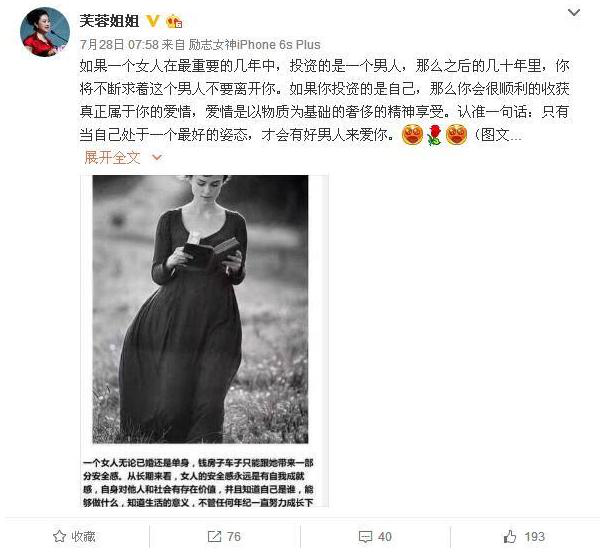 芙蓉姐姐
7月28日 07:58 来自 励志女神iPhone 6s Plus
如果一个女人在最重要的几年中，投资的是一个男人，那么之后的几十年里，你
将不断求着这个男人不要离开你。如果你投资的是自己，那么你会很顺利的收获
真正属于你的爱情，爱情是以物质为基础的奢侈的精神享受。认准一句话：只有
当自己处于一个最好的姿态，才会有好男人来爱你。（图文...
展开全文
一个女人无论已婚还是单身，钱房子车子只能跟她带来一部
分安全感。从长期来看，女人的安全感永远是有自我成就
感，自身对他人和社会有存在价值，并且知道自己是谁，能
够做什么，知道生活的意义，不管任何年纪一直努力成长下
收藏
76
40
193